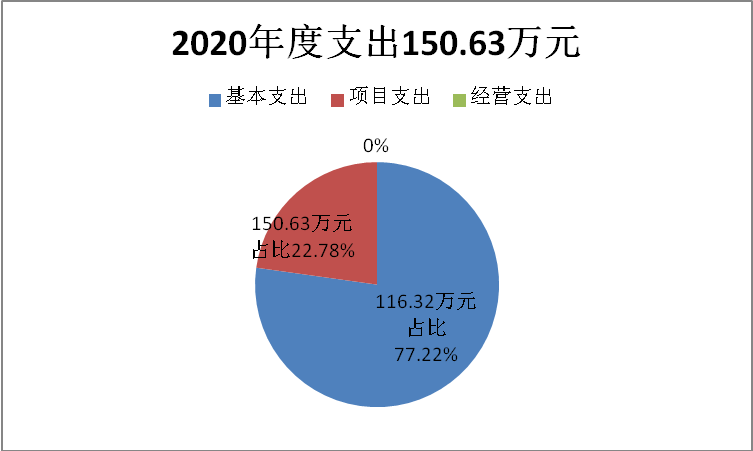 2020年度支出150.63万元
基本支出 项目支出 经营支出
0%
150.63万元
占比22.78%
116.32万元
占比
77.22%